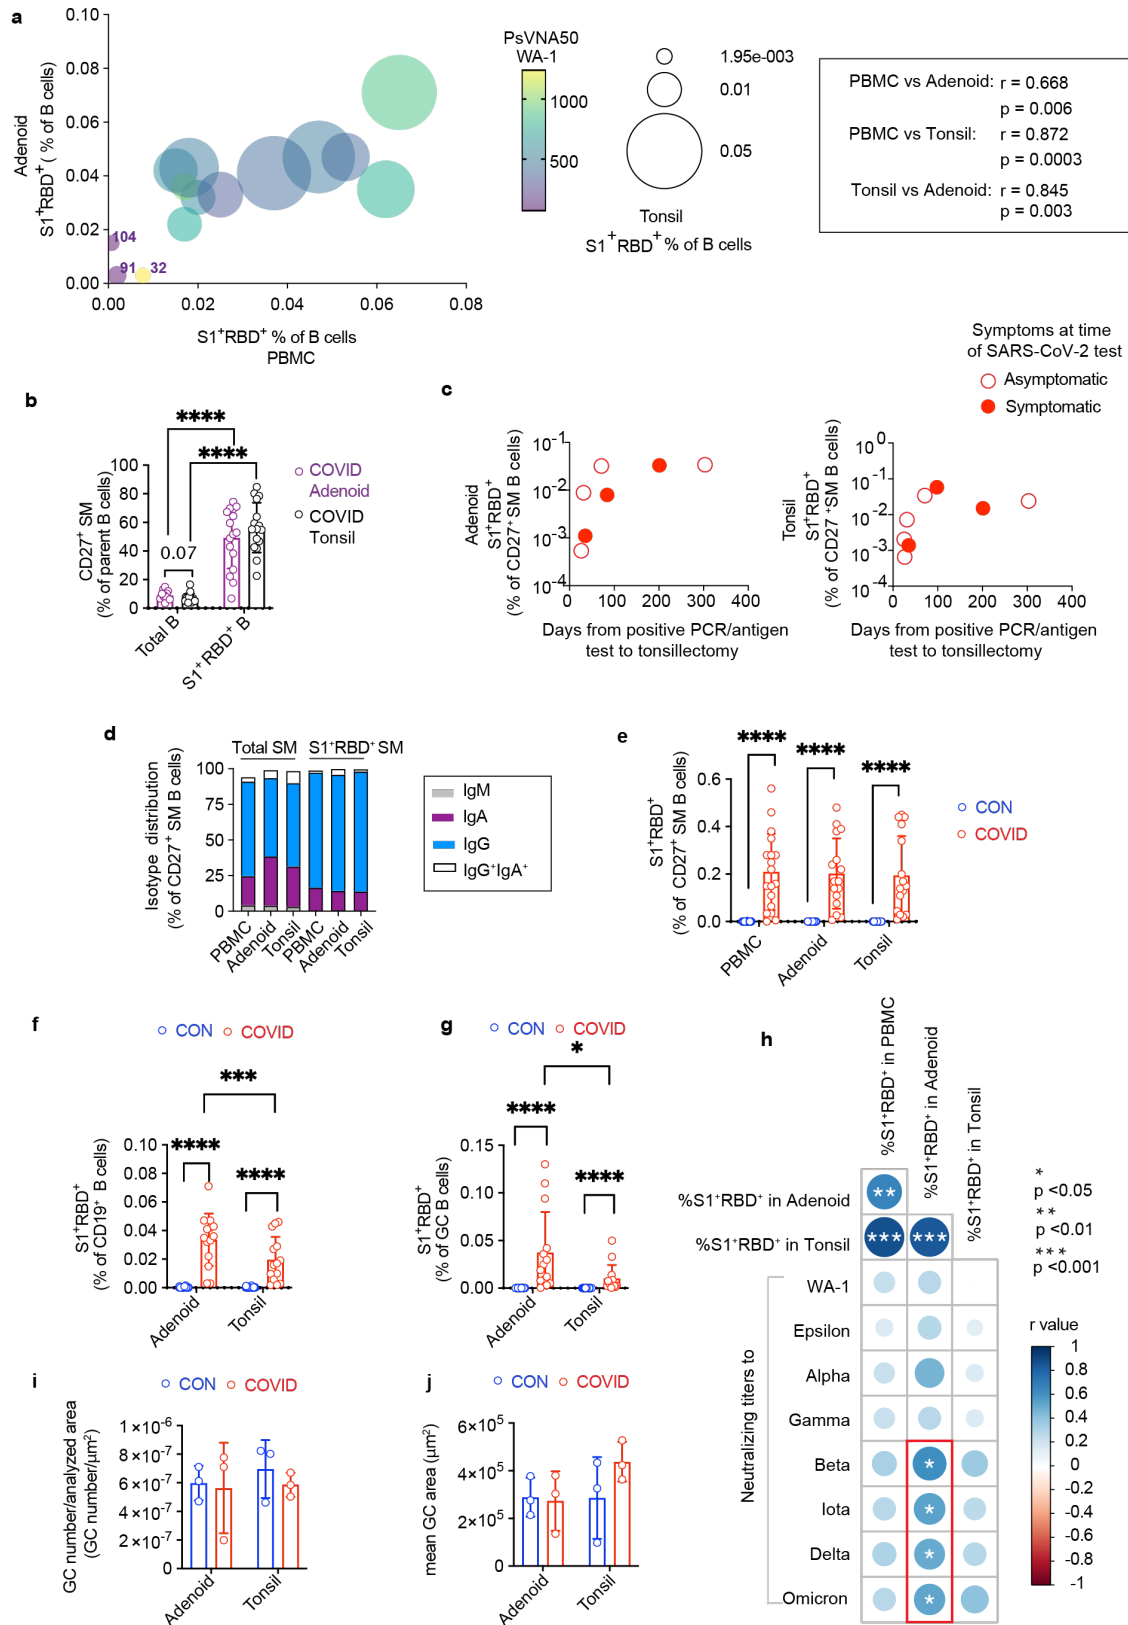 a
0.10
0.08
0.06
0.04
0.02
0.00
Adenoid
S1+RBD+ ( % of B cells)
104
91
32
0.00
0.02
0.04
0.06
0.08
S1+RBD+ % of B cells
PBMC
PsVNA50
WA-1
1000
500
1.95e-003
0.01
0.05
Tonsil
S1+RBD+ % of B cells
PBMC vs Adenoid: r = 0.668
p = 0.006
PBMC vs Tonsil: r = 0.872
p = 0.0003
Tonsil vs Adenoid: r = 0.845
p = 0.003
b
****
****
0.07
100
80
60
40
20
0
CD27+ SM
(% of parent B cells)
Total B
S1+ RBD+ B
COVID
Adenoid
COVID
Tonsil
c
Symptoms at time
of SARS-CoV-2 test
Asymptomatic
Symptomatic
10-1
10-2
10-3
10-4
Adenoid
S1+RBD+
(% of CD27+ SM B cells)
0
100
200
300
400
Days from positive PCR/antigen
test to tonsillectomy
100
10-1
10-2
10-3
10-4
Tonsil
S1+RBD+
(% of CD27 +SM B cells)
0
100
200
300
400
Days from positive PCR/antigen
test to tonsillectomy
d
Total SM
S1+RBD+ SM
100
75
50
25
0
Isotype distribution
(% of CD27+ SM B cells)
PBMC
Adenoid
Tonsil
PBMC
Adenoid
Tonsil
IgM
IgA
IgG
IgG+IgA+
e
****
****
****
0.6
0.4
0.2
0.0
S1+RBD+
(% of CD27+ SM B cells)
PBMC
Adenoid
Tonsil
CON
COVID
f
CON
COVID
***
****
****
0.10
0.08
0.06
0.04
0.02
0.00
S1+RBD+
(% of CD19+ B cells)
Adenoid
Tonsil
g
CON
COVID
*
****
****
0.15
0.10
0.05
0.00
S1+RBD+
(% of GC B cells)
Adenoid
Tonsil
h
%S1+RBD+ in PBMC
%S1+RBD+ in Adenoid
%S1+RBD+ in Tonsil
%S1+RBD+ in Adenoid
**
%S1+RBD+ in Tonsil
***
***
Neutralizing titers to
WA-1
Epsilon
Alpha
Gamma
Beta
*
Iota
*
Delta
*
Omicron
*
*
p <0.05
**
p <0.01
***
p <0.001
r value
1
0.8
0.6
0.4
0.2
0
-0.2
-0.4
-0.6
-0.8
-1
i
CON
COVID
1×10-6
8×10-7
6×10-7
4×10-7
2×10-7
0
GC number/analyzed area
(GC number/μm2)
Adenoid
Tonsil
j
CON
COVID
6×105
4×105
2×105
0
mean GC area (μm2)
Adenoid
Tonsil